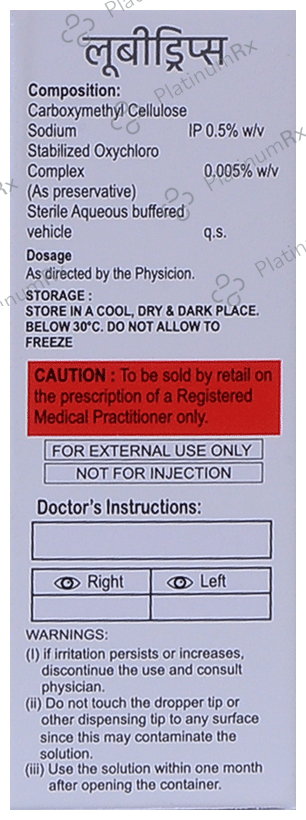 लूबीड्रिप्स
Composition:
Carboxymethyl Cellulose
Sodium IP 0.5% w/v
Stabilized Oxychloro
Complex 0.005% w/v
(As preservative)
Sterile Aqueous buffered
vehicle q.s.
Dosage
As directed by the Physicion.
STORAGE :
STORE IN A COOL, DRY & DARK PLACE.
BELOW 30°C. DO NOT ALLOW TO
FREEZE
CAUTION : To be sold by retail on
the prescription of a Registered
Medical Practitioner only.
FOR EXTERNAL USE ONLY
NOT FOR INJECTION
Doctor's Instructions:
Right Left
WARNINGS:
(I) if irritation persists or increases,
discontinue the use and consult
physician.
(ii) Do not touch the dropper tip or
other dispensing tip to any surface
since this may contaminate the
solution.
(iii) Use the solution within one month
after opening the container.
PlatinumRx
PlatinumRx